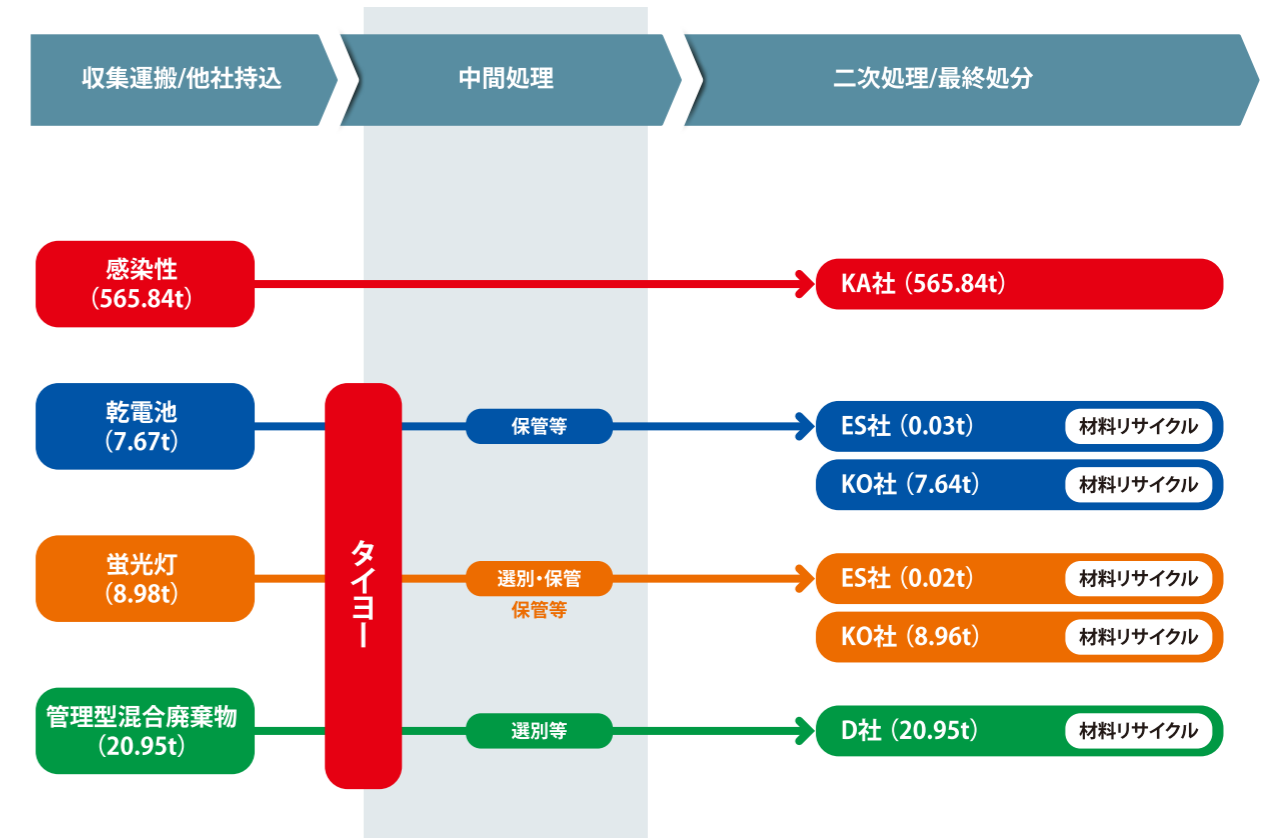 収集運搬/他社持込
中間処理
二次処理/最終処分
感染性
（565.84t）
KA社（565.84t）
タイヨー
乾電池
（7.67t）
保管等
ES社（0.03t）
材料リサイクル
KO社（7.64t）
材料リサイクル
蛍光灯
（8.98t）
選別・保管
保管等
ES社（0.02t）
材料リサイクル
KO社（8.96t）
材料リサイクル
管理型混合廃棄物
（20.95t）
選別等
D社（20.95t）
材料リサイクル